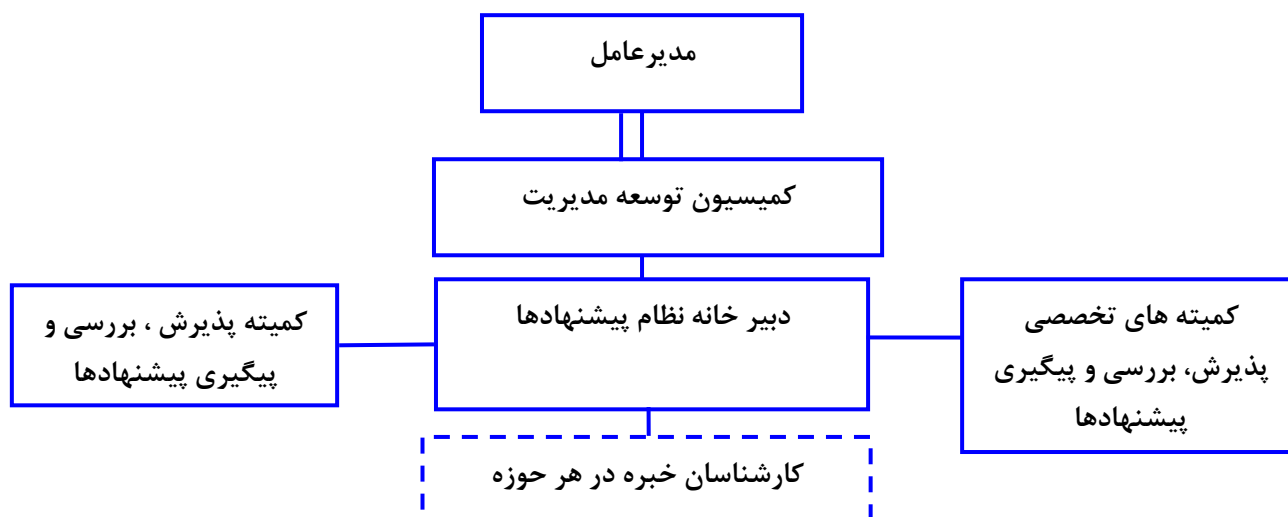 مدیرعامل
کمیسیون توسعه مدیریت
دبیر خانه نظام پیشنهادها
کمیته های تخصصی
پذیرش، بررسی و پیگیری
پیشنهادها
کمیته پذیرش ، بررسی و
پیگیری پیشنهادها
کارشناسان خبره در هر حوزه